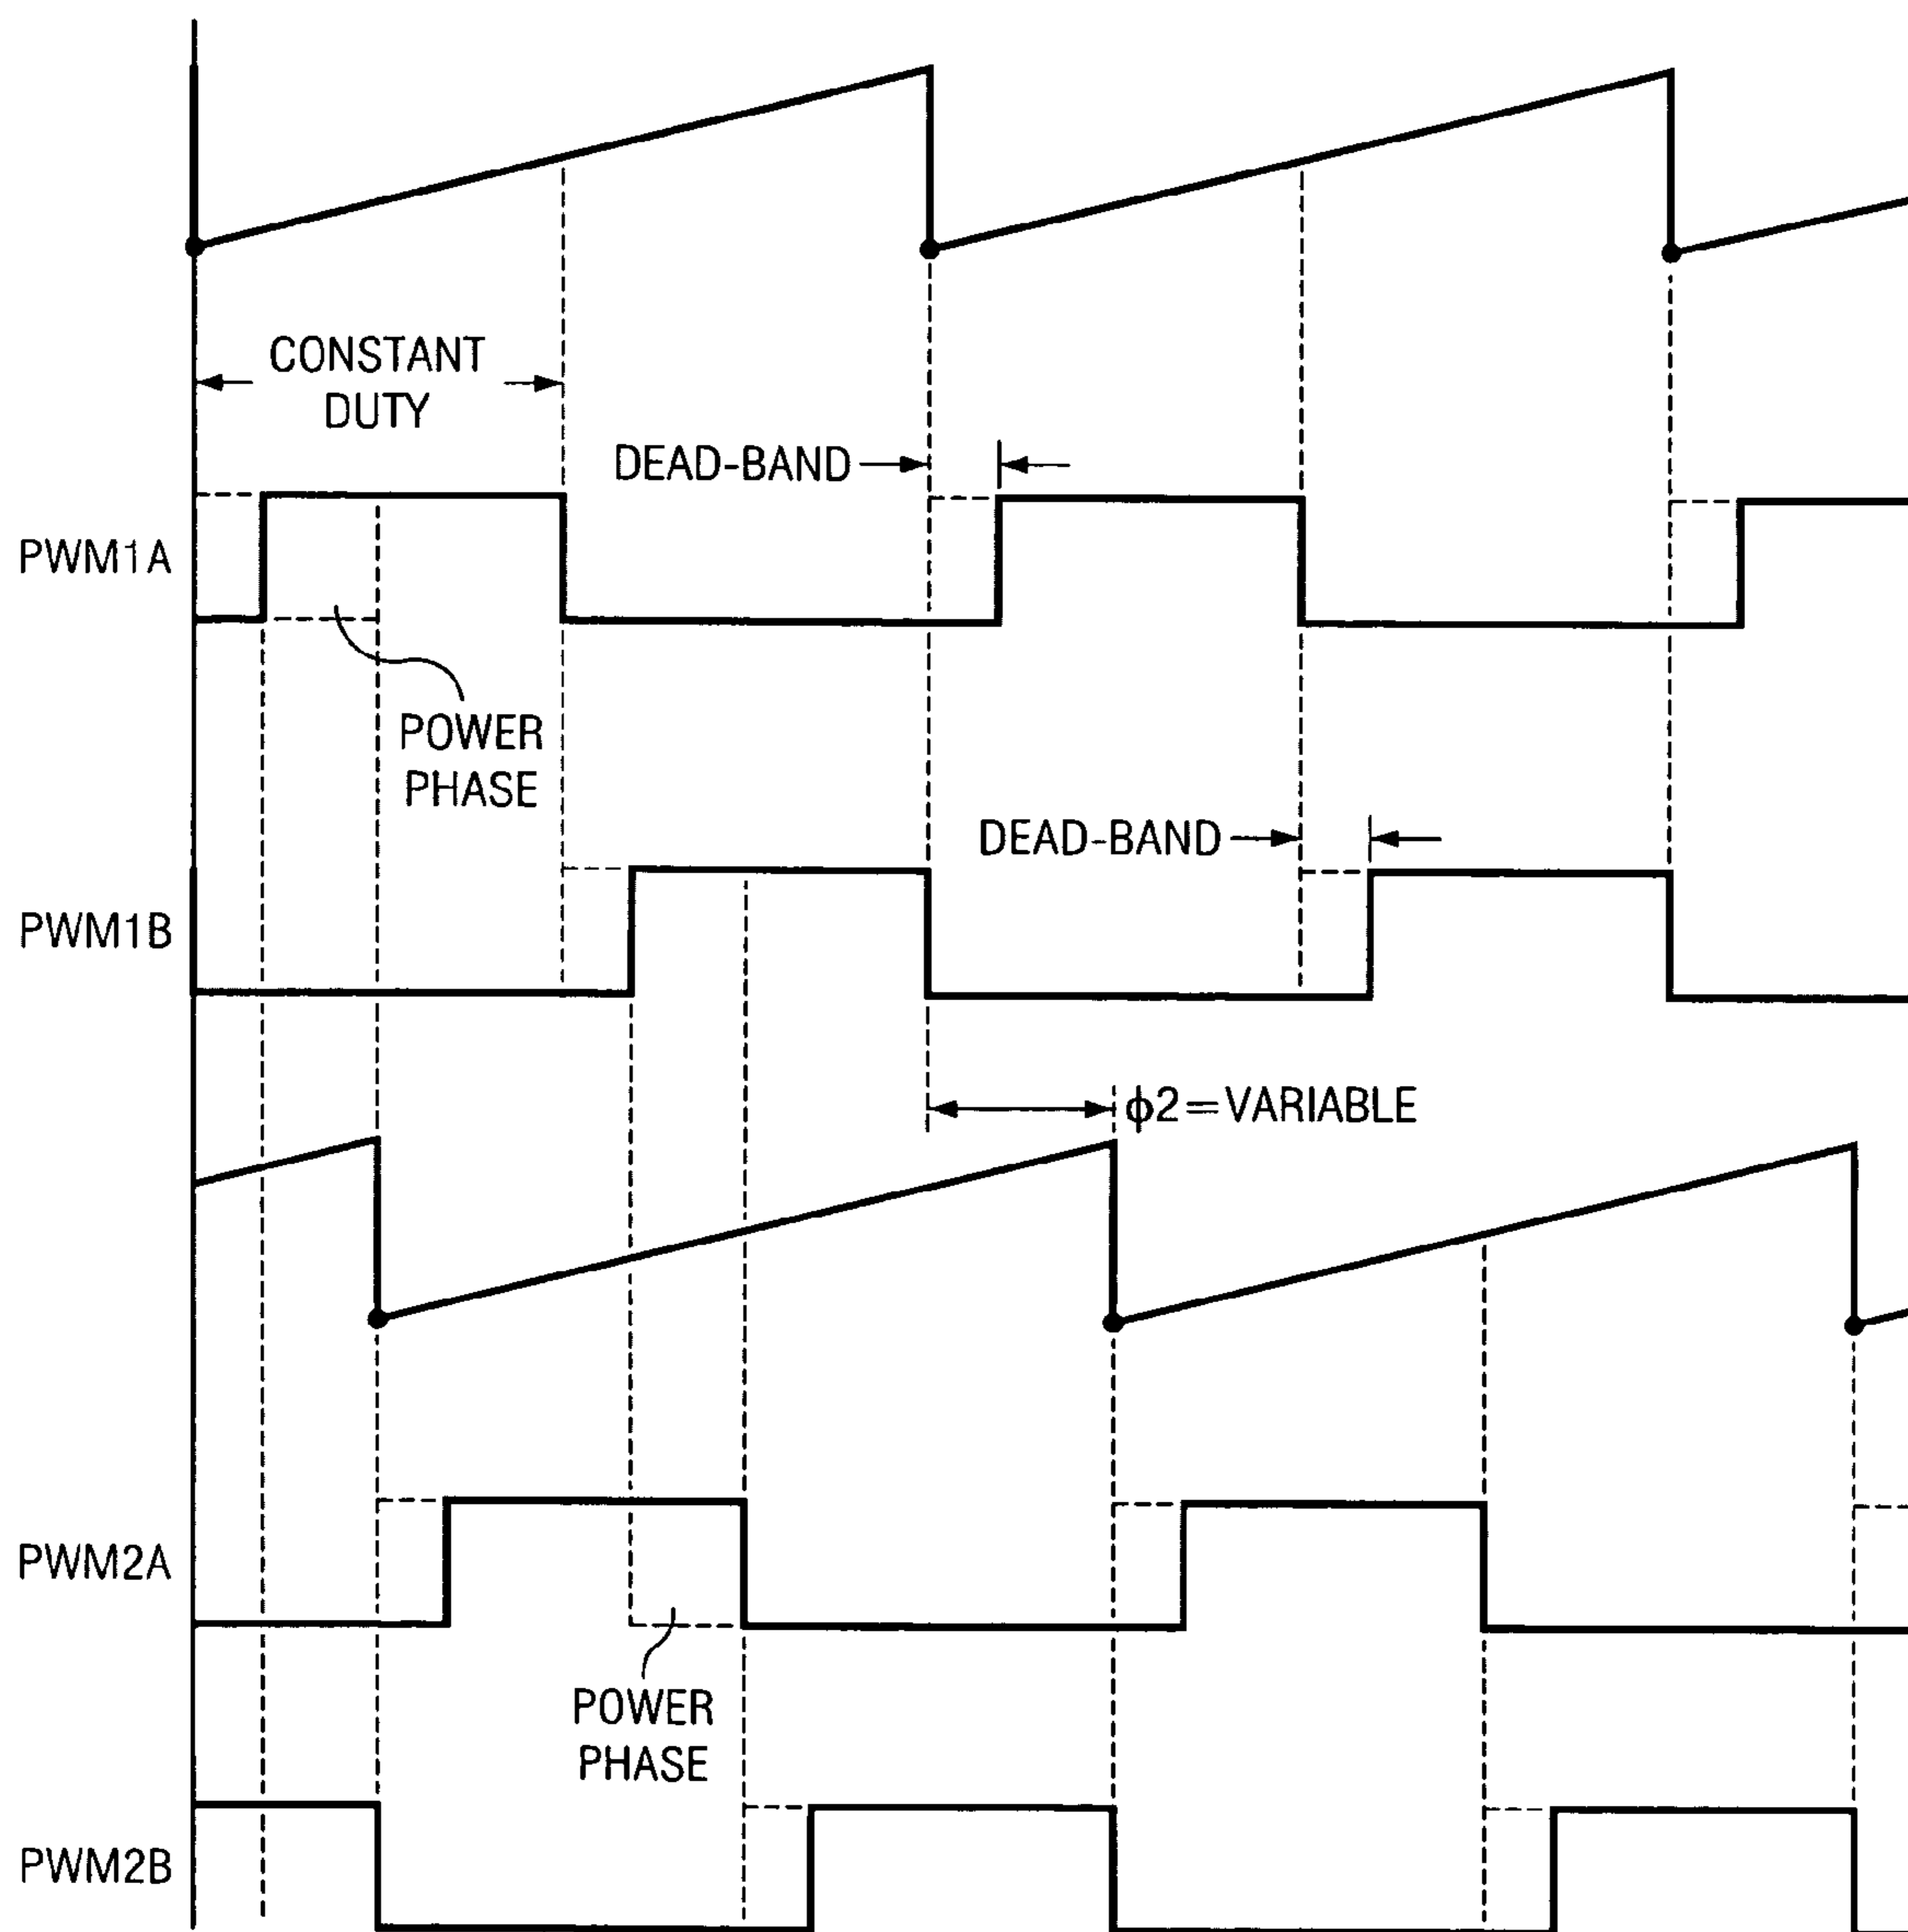 CONSTANT
DUTY
DEAD-BAND
PWM1A
POWER
PHASE
DEAD-BAND
PWM1B
ϕ2=VARIABLE
PWM2A
POWER
PHASE
PWM2B